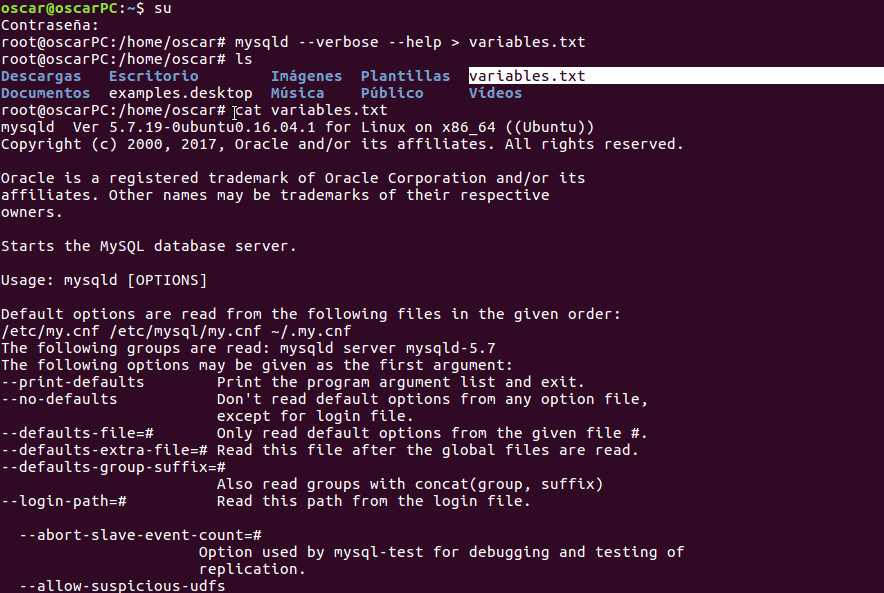 oscar@oscarPC:~$ su
Contraseña:
root@oscarPC:/home/oscar# mysqld --verbose --help > variables.txt
root@oscarPC:/home/oscar# ls
Descargas   Escritorio        Imágenes  Plantillas  variables.txt
Documentos  examples.desktop  Música    Público     Vídeos
root@oscarPC:/home/oscar# cat variables.txt
mysqld  Ver 5.7.19-0ubuntu0.16.04.1 for Linux on x86_64 ((Ubuntu))
Copyright (c) 2000, 2017, Oracle and/or its affiliates. All rights reserved.

Oracle is a registered trademark of Oracle Corporation and/or its
affiliates. Other names may be trademarks of their respective
owners.

Starts the MySQL database server.

Usage: mysqld [OPTIONS]

Default options are read from the following files in the given order:
/etc/my.cnf /etc/mysql/my.cnf ~/.my.cnf
The following groups are read: mysqld server mysqld-5.7
The following options may be given as the first argument:
--print-defaults        Print the program argument list and exit.
--no-defaults           Don't read default options from any option file,
                        except for login file.
--defaults-file=#       Only read default options from the given file #.
--defaults-extra-file=# Read this file after the global files are read.
--defaults-group-suffix=#
                        Also read groups with concat(group, suffix)
--login-path=#          Read this path from the login file.

  --abort-slave-event-count=#
                      Option used by mysql-test for debugging and testing of
                      replication.
  --allow-suspicious-udfs